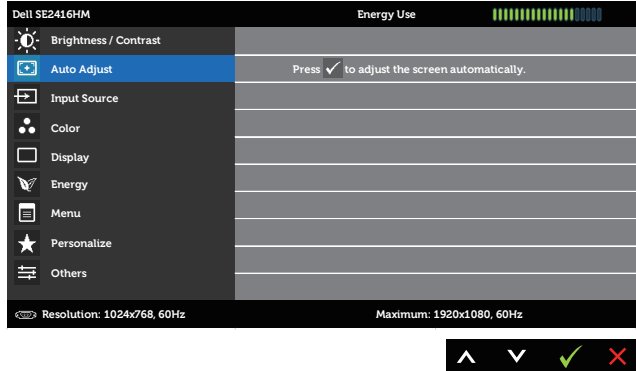 Dell SE2416HM Energy Use
Brightness / Contrast
Auto Adjust Press to adjust the screen automatically.
Input Source
Color
Display
Energy
Menu
Personalize
Others
Resolution: 1024x768, 60Hz Maximum: 1920x1080, 60Hz